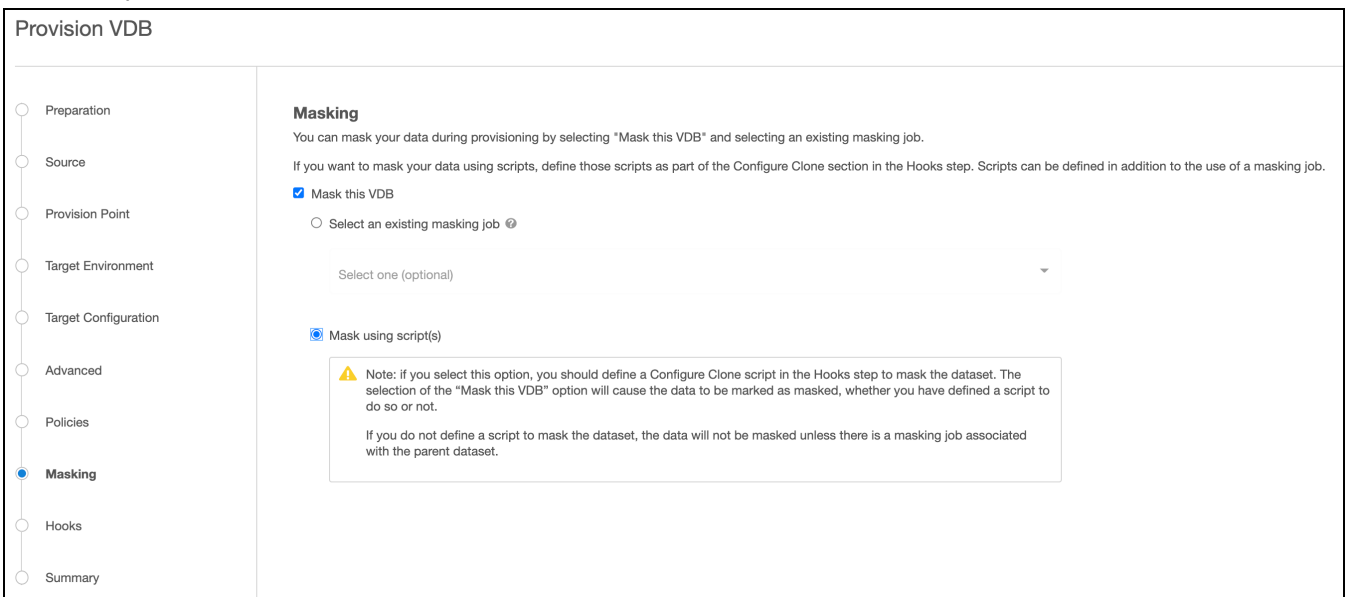 Provision VDB
Preparation
Source
Provision Point
Target Environment
Target Configuration
Advanced
Policies
Masking
Hooks
Summary
Masking
You can mask your data during provisioning by selecting "Mask this VDB" and selecting an existing masking job.
If you want to mask your data using scripts, define those scripts as part of the Configure Clone section in the Hooks step. Scripts can be defined in addition to the use of a masking job.
Mask this VDB
Select an existing masking job ?
Select one (optional)
Mask using script(s)
Note: if you select this option, you should define a Configure Clone script in the Hooks step to mask the dataset. The
selection of the “Mask this VDB” option will cause the data to be marked as masked, whether you have defined a script to
do so or not.
If you do not define a script to mask the dataset, the data will not be masked unless there is a masking job associated
with the parent dataset.